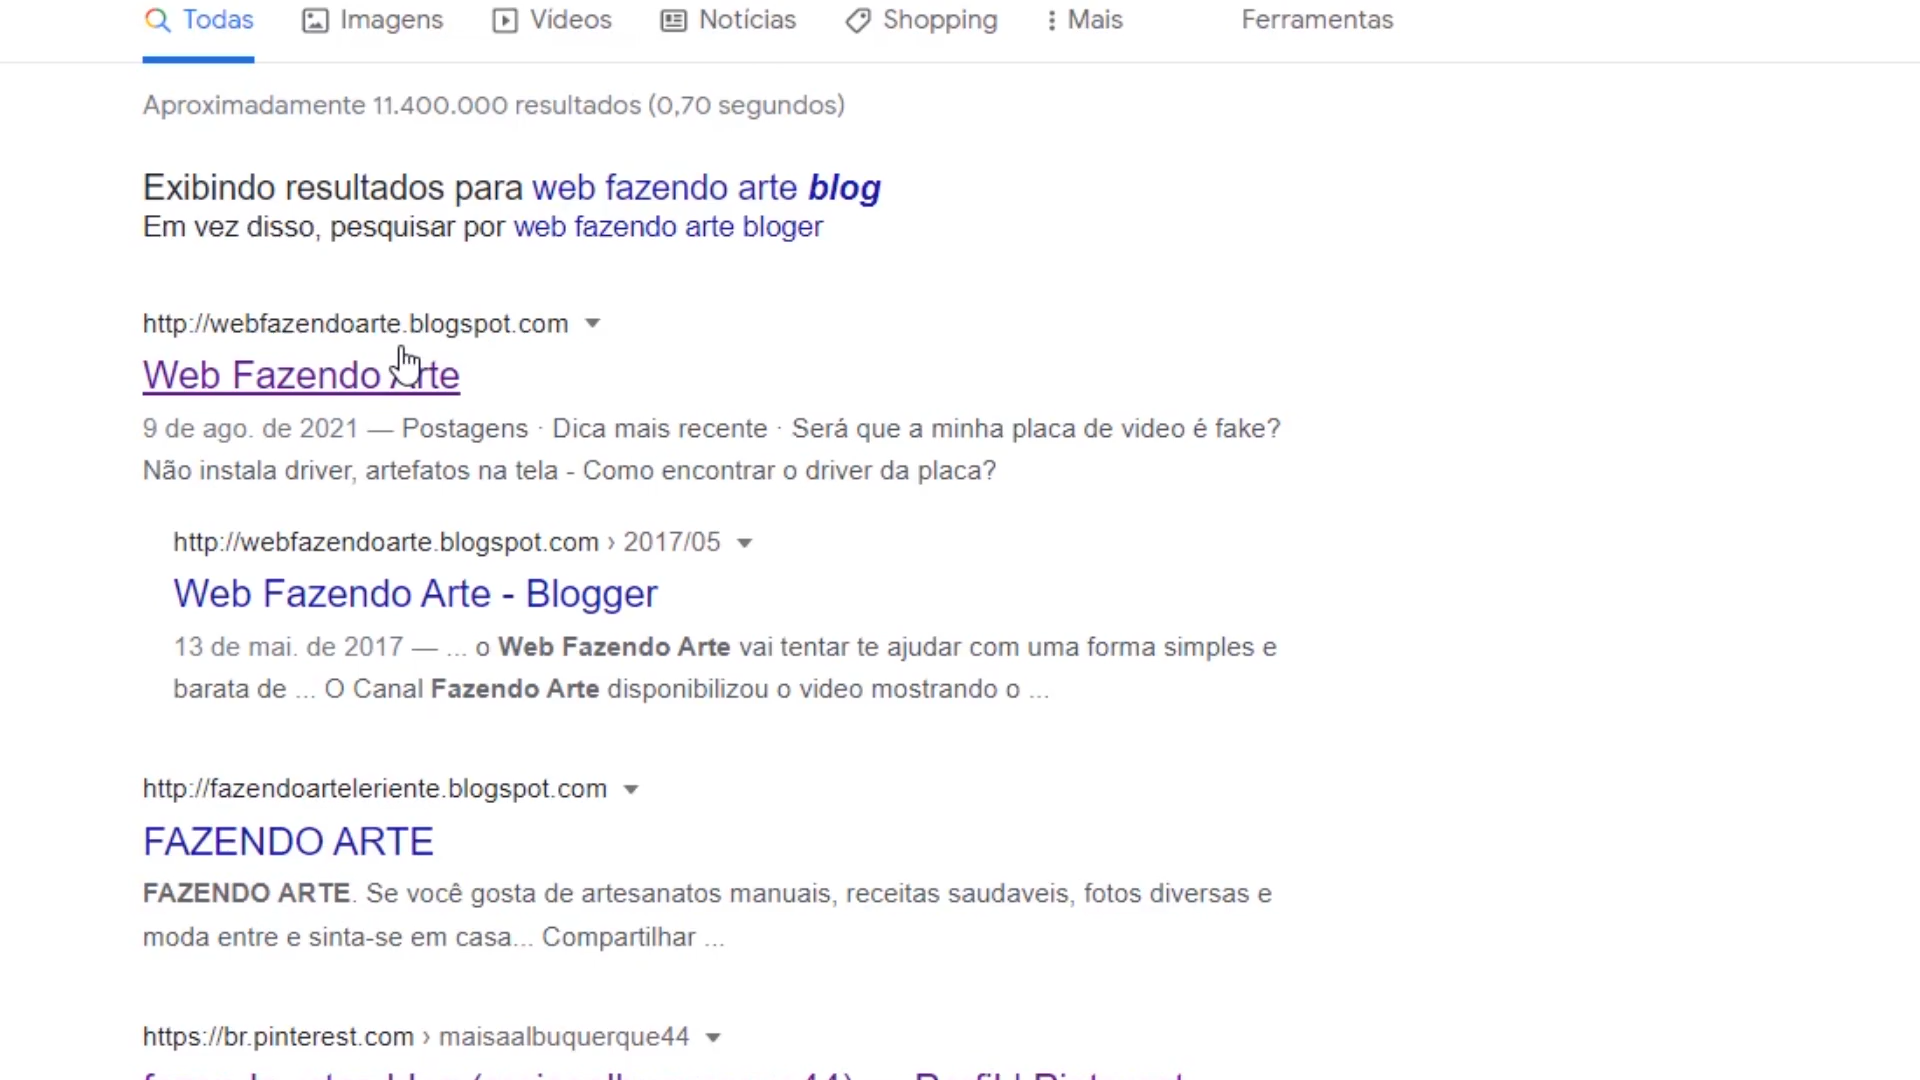 Todas Imagens Vídeos Notícias Shopping Mais Ferramentas
Aproximadamente 11.400.000 resultados (0,70 segundos)
Exibindo resultados para web fazendo arte blog
Em vez disso, pesquisar por web fazendo arte bloger
http://webfazendoarte.blogspot.com
Web Fazendo Arte
9 de ago. de 2021 — Postagens · Dica mais recente · Será que a minha placa de video é fake?
Não instala driver, artefatos na tela - Como encontrar o driver da placa?
http://webfazendoarte.blogspot.com › 2017/05
Web Fazendo Arte - Blogger
13 de mai. de 2017 — ... o Web Fazendo Arte vai tentar te ajudar com uma forma simples e
barata de ... O Canal Fazendo Arte disponibilizou o video mostrando o ...
http://fazendoarteleriente.blogspot.com
FAZENDO ARTE
FAZENDO ARTE. Se você gosta de artesanatos manuais, receitas saudaveis, fotos diversas e
moda entre e sinta-se em casa... Compartilhar ...
https://br.pinterest.com › maisaalbuquerque44